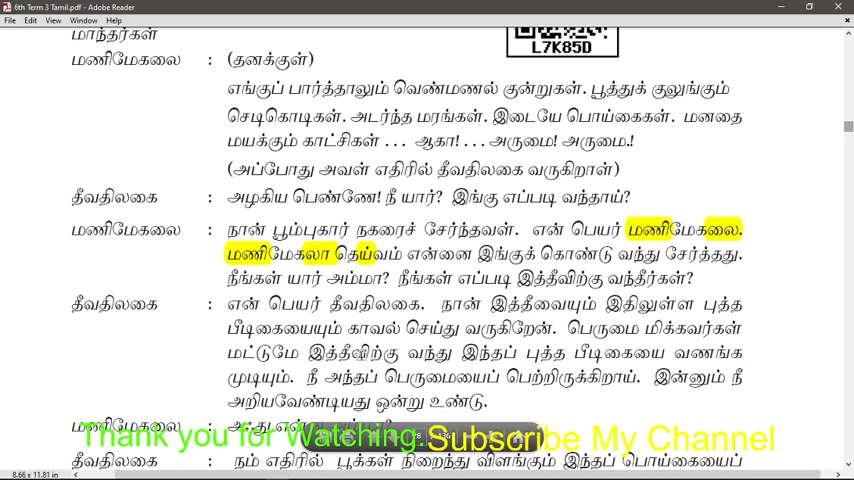 6th Term 3 Tamil.pdf - Adobe Reader
File Edit View Window Help
மாந்தர்கள்
L7K85D
மணிமேகலை : (தனக்குள்)
எங்குப் பார்த்தாலும் வெண்மணல் குன்றுகள். பூத்துக் குலுங்கும்
செடிகொடிகள். அடர்ந்த மரங்கள். இடையே பொய்கைகள். மனதை
மயக்கும் காட்சிகள் ... ஆகா!... அருமை! அருமை.!
(அப்போது அவள் எதிரில் தீவதிலகை வருகிறாள்)
தீவதிலகை : அழகிய பெண்ணே! நீ யார்? இங்கு எப்படி வந்தாய்?
மணிமேகலை : நான் பூம்புகார் நகரைச் சேர்ந்தவள். என் பெயர் மணிமேகலை.
மணிமேகலா தெய்வம் என்னை இங்குக் கொண்டு வந்து சேர்த்தது.
நீங்கள் யார் அம்மா? நீங்கள் எப்படி இத்தீவிற்கு வந்தீர்கள்?
தீவதிலகை : என் பெயர் தீவதிலகை. நான் இத்தீவையும் இதிலுள்ள புத்த
பீடிகையையும் காவல் செய்து வருகிறேன். பெருமை மிக்கவர்கள்
மட்டுமே இத்தீவிற்கு வந்து இந்தப் புத்த பீடிகையை வணங்க
முடியும். நீ அந்தப் பெருமையைப் பெற்றிருக்கிறாய். இன்னும் நீ
அறியவேண்டியது ஒன்று உண்டு.
மணிமேகலை :
Thank you for Watching. Subscribe My Channel
தீவதிலகை : நம் எதிரில் பூக்கள் நிறைந்து விளங்கும் இந்தப் பொய்கையைப்
8.66 x 11.81 in